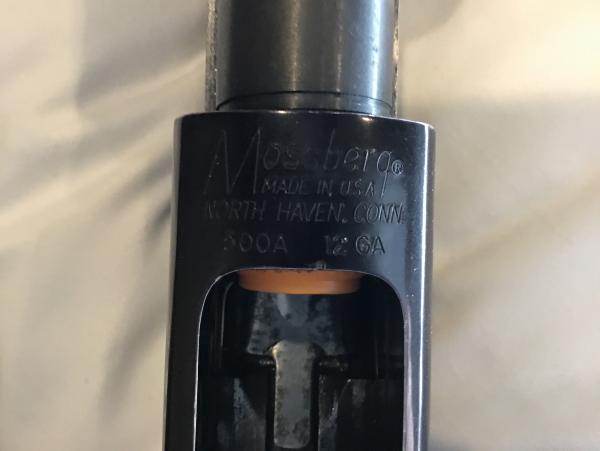 Mossberg®
MADE IN U.S.A
NORTH HAVEN, CONN.
500A 12 GA